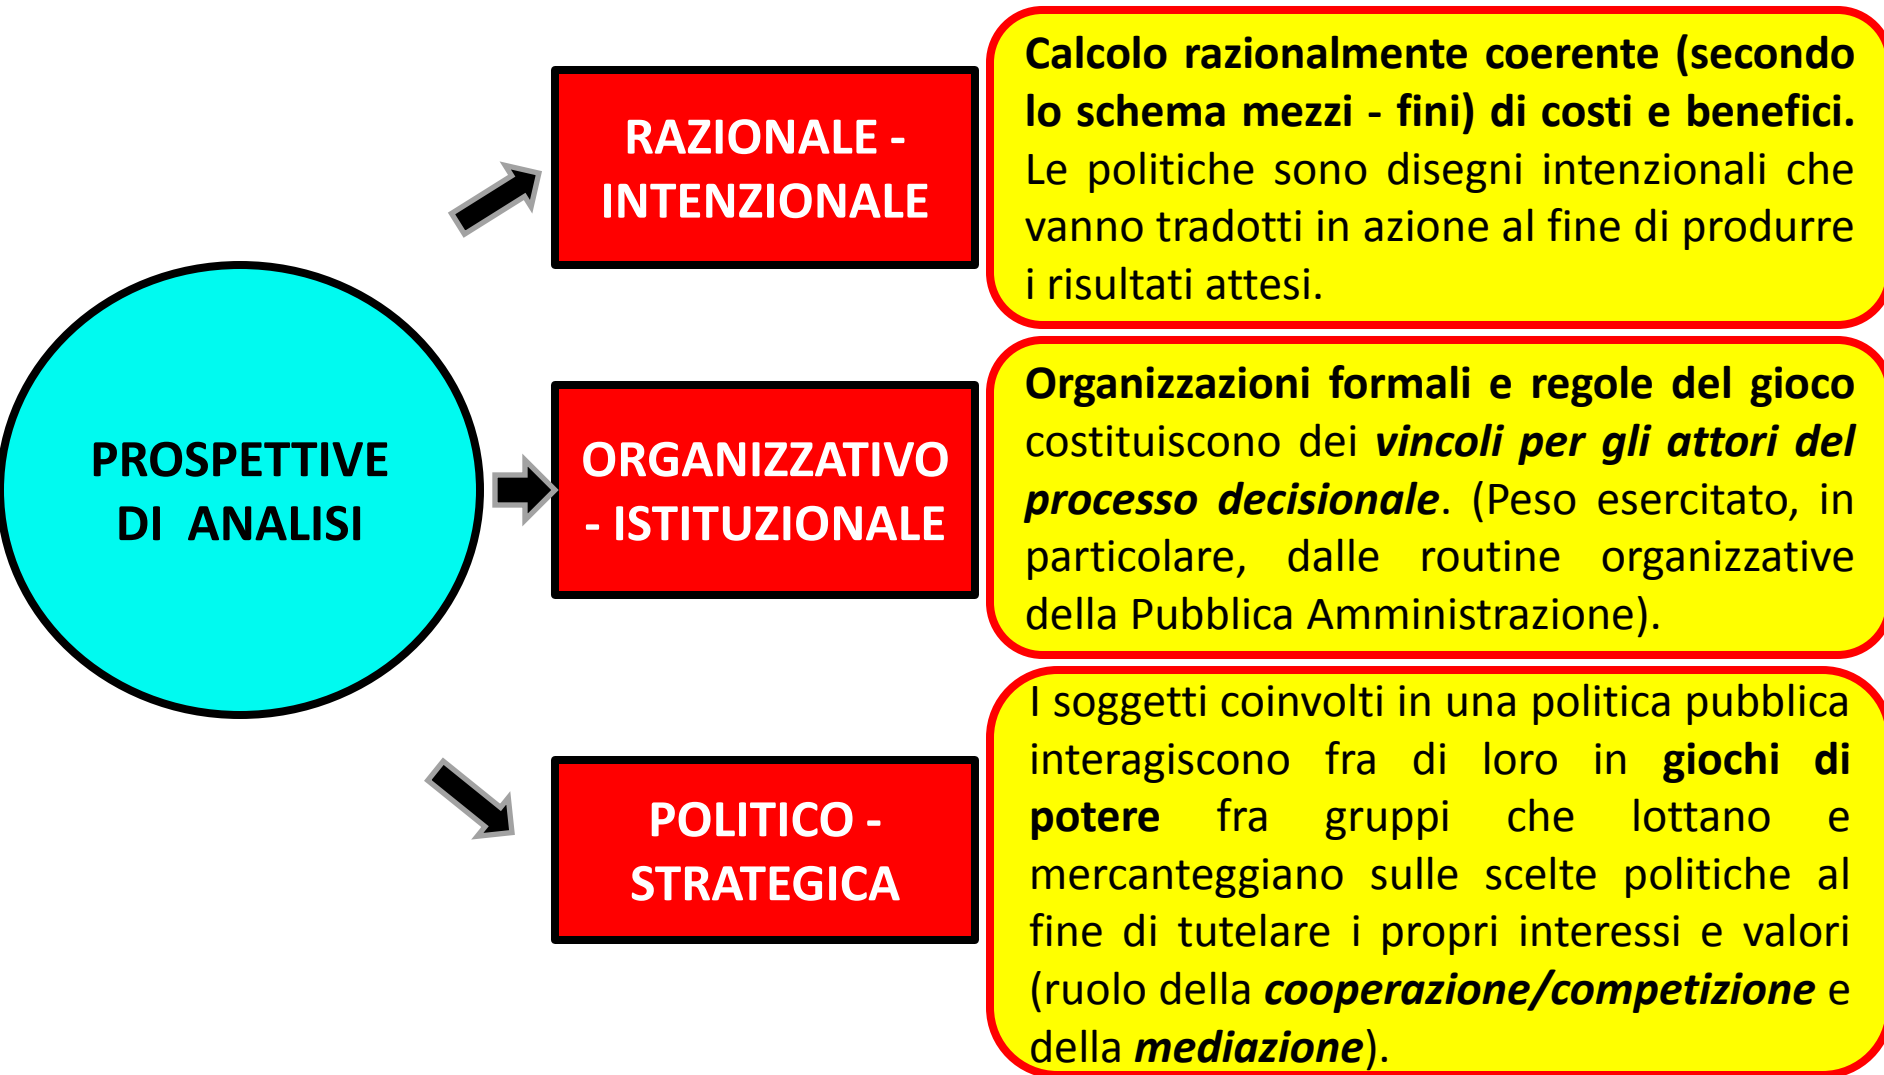 PROSPETTIVE
DI ANALISI
RAZIONALE -
INTENZIONALE
Calcolo razionalmente coerente (secondo
lo schema mezzi - fini) di costi e benefici.
Le politiche sono disegni intenzionali che
vanno tradotti in azione al fine di produrre
i risultati attesi.
ORGANIZZATIVO
- ISTITUZIONALE
Organizzazioni formali e regole del gioco
costituiscono dei vincoli per gli attori del
processo decisionale. (Peso esercitato, in
particolare, dalle routine organizzative
della Pubblica Amministrazione).
POLITICO -
STRATEGICA
I soggetti coinvolti in una politica pubblica
interagiscono fra di loro in giochi di
potere fra gruppi che lottano e
mercanteggiano sulle scelte politiche al
fine di tutelare i propri interessi e valori
(ruolo della cooperazione/competizione e
della mediazione).